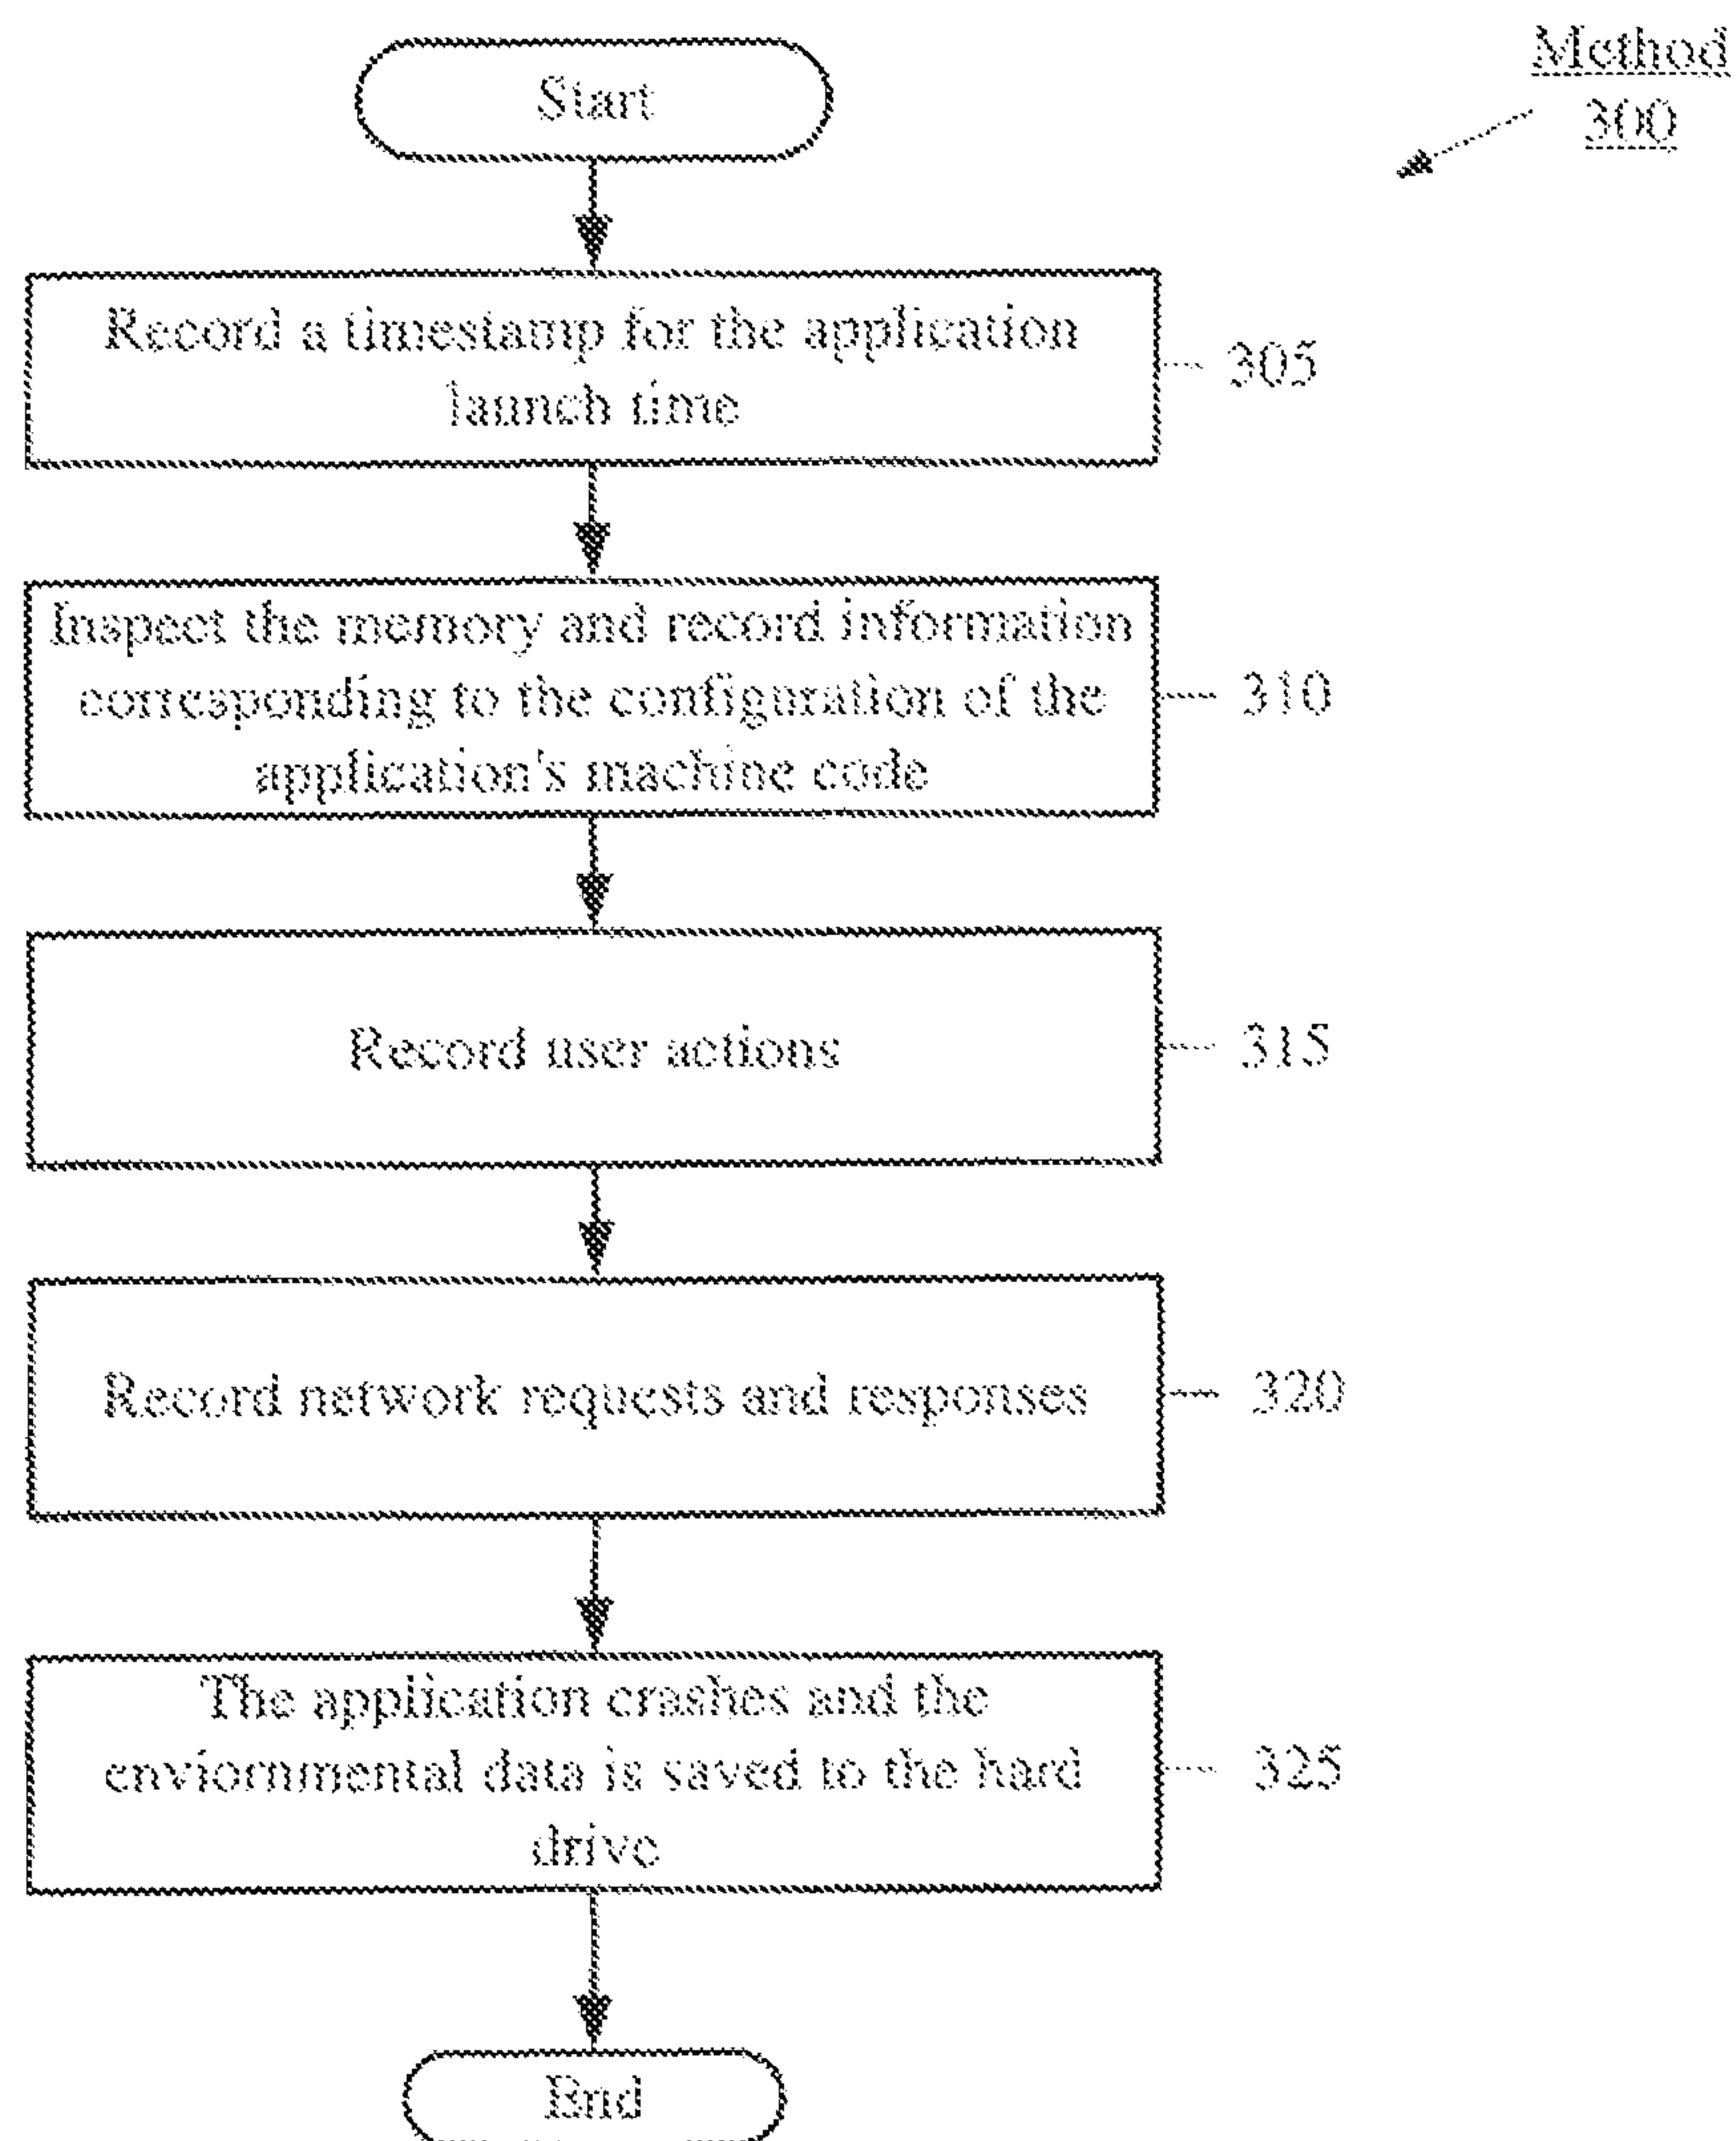 Method
300
Start
Record a timestamp for the application
launch time
305
Inspect the memory and record information
corresponding to the configuration of the
application's machine code
310
Record user actions
315
Record network requests and responses
320
The application crashes and the
enviornmental data is saved to the hard
drive
325
End